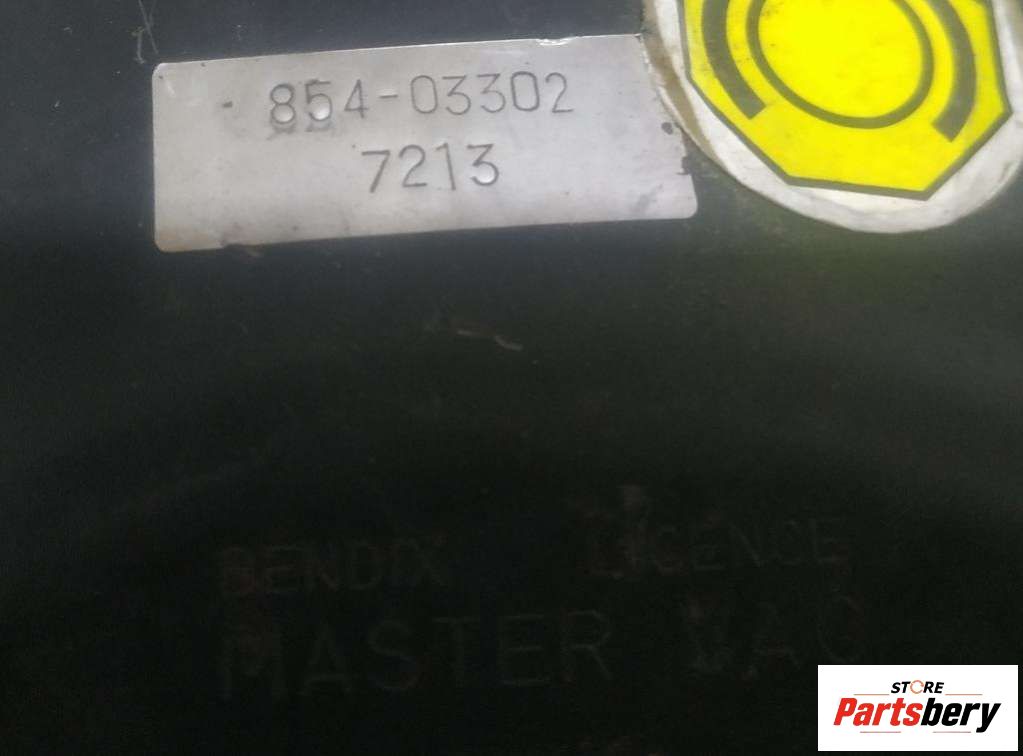 854-03302
7213
BENDIX LICENCE
MASTER VAC
STORE
Partsbery